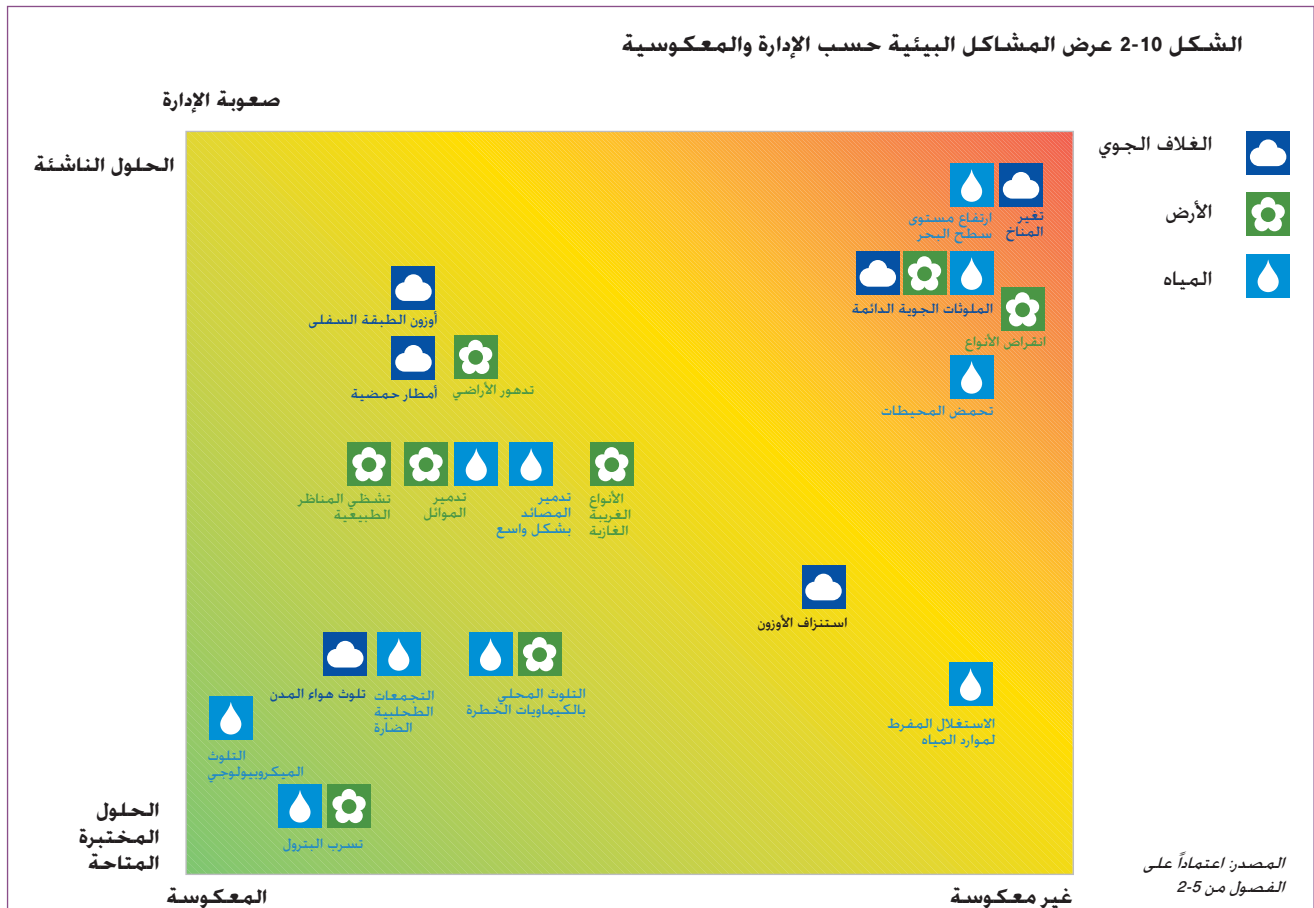 الشكل 10-2 عرض المشاكل البيئية حسب الإدارة والمعكوسية
صعوبة الإدارة
الحلول الناشئة
الغلاف الجوي
الأرض
المياه
تغير
المناخ
ارتفاع مستوى
سطح البحر
الملوثات الجوية الدائمة
انقراض الأنواع
تحمض المحيطات
أوزون الطبقة السفلى
أمطار حمضية
تدهور الأراضي
الأنواع
الغريبة
الغازية
تدمير
المصائد
بشكل واسع
تدمير
الموائل
تشظي المناظر
الطبيعية
استنزاف الأوزون
الاستغلال المفرط
لموارد المياه
التلوث المحلي
بالكيماويات الخطرة
التجمعات
الطحلبية
الضارة
تلوث هواء المدن
التلوث
الميكروبيولوجي
تسرب البترول
الحلول
المختبرة
المتاحة
المعكوسة
غير معكوسة
المصدر: اعتماداً على
الفصول من 5-2